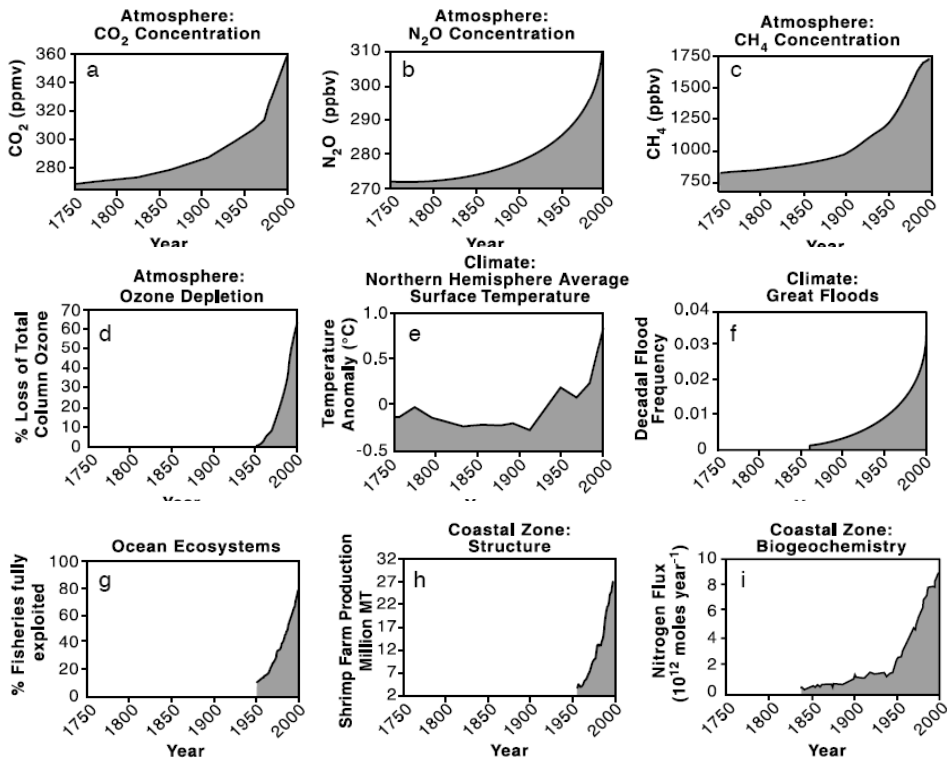 Atmosphere:
CO2 Concentration
a
CO2 (ppmv)
360
340
320
300
280
1750
1800
1850
1900
1950
2000
Year
Atmosphere:
N2O Concentration
b
N2O (ppbv)
310
300
290
280
270
1750
1800
1850
1900
1950
2000
Year
Atmosphere:
CH4 Concentration
c
CH4 (ppbv)
1750
1500
1250
1000
750
1750
1800
1850
1900
1950
2000
Year
Atmosphere:
Ozone Depletion
d
% Loss of Total
Column Ozone
70
60
50
40
30
20
10
0
1750
1800
1850
1900
1950
2000
Year
Climate:
Northern Hemisphere Average
Surface Temperature
e
Temperature
Anomaly (°C)
1.0
0.5
0
-0.5
1750
1800
1850
1900
1950
2000
Year
Climate:
Great Floods
f
Decadal Flood
Frequency
0.04
0.03
0.02
0.01
0
1750
1800
1850
1900
1950
2000
Ocean Ecosystems
g
% Fisheries fully
exploited
100
80
60
40
20
0
1750
1800
1850
1900
1950
2000
Year
Coastal Zone:
Structure
h
Shrimp Farm Production
Million MT
32
27
22
17
12
7
2
1750
1800
1850
1900
1950
2000
Year
Coastal Zone:
Biogeochemistry
i
Nitrogen Flux
(10¹² moles year⁻¹)
10
8
6
4
2
0
1750
1800
1850
1900
1950
2000
Year